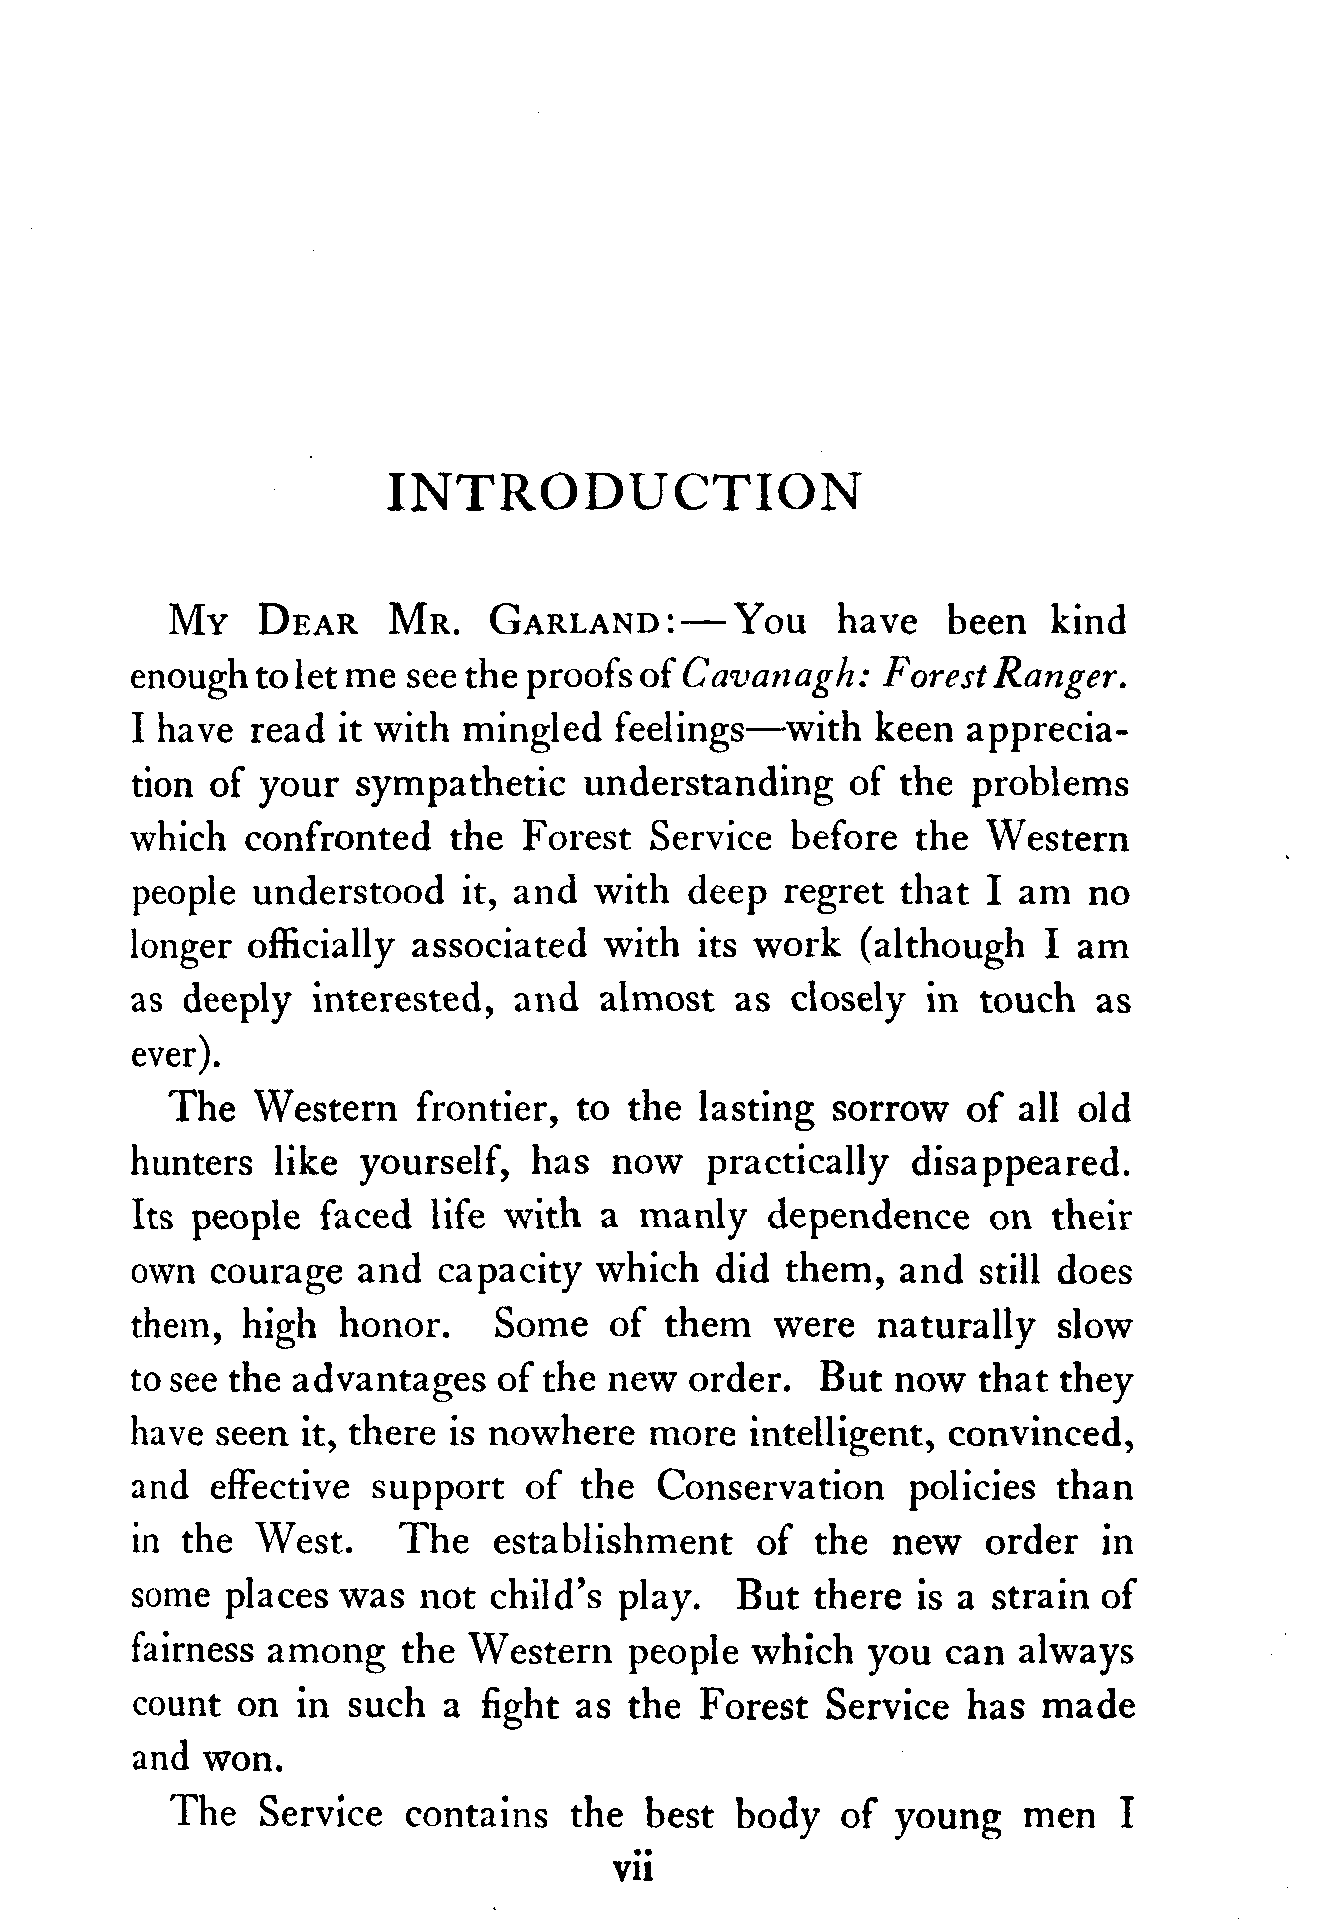 INTRODUCTION
My Dear Mr. Garland:—You have been kind
enough to let me see the proofs of Cavanagh: Forest Ranger.
I have read it with mingled feelings—with keen apprecia-
tion of your sympathetic understanding of the problems
which confronted the Forest Service before the Western
people understood it, and with deep regret that I am no
longer officially associated with its work (although I am
as deeply interested, and almost as closely in touch as
ever).
The Western frontier, to the lasting sorrow of all old
hunters like yourself, has now practically disappeared.
Its people faced life with a manly dependence on their
own courage and capacity which did them, and still does
them, high honor. Some of them were naturally slow
to see the advantages of the new order. But now that they
have seen it, there is nowhere more intelligent, convinced,
and effective support of the Conservation policies than
in the West. The establishment of the new order in
some places was not child's play. But there is a strain of
fairness among the Western people which you can always
count on in such a fight as the Forest Service has made
and won.
The Service contains the best body of young men I
vii